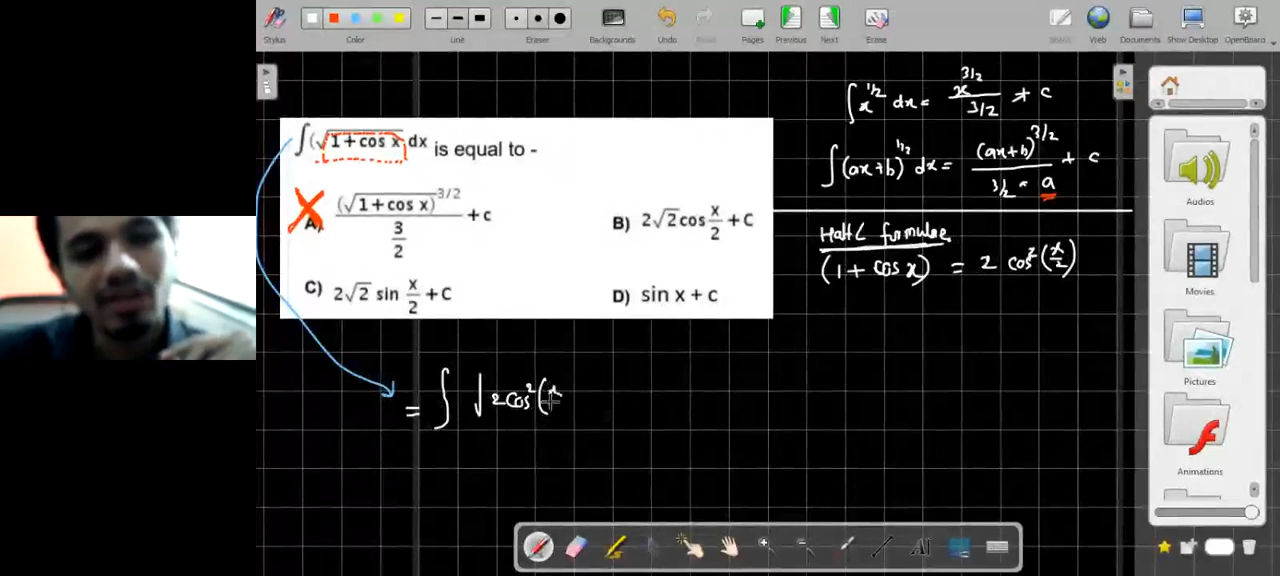 Stylus
Color
Line
Eraser
Backgrounds
Undo
Redo
Pages
Previous
Next
Erase
Web
Documents
Show Desktop
OpenBoard
∫x^1/2 dx = x^3/2 / 3/2 + c
∫(ax+b)^1/2 dx = (ax+b)^3/2 / 3/2 · a + c
∫(√1+cos x dx is equal to -
A) (√1+cos x)^3/2 / 3/2 + c
B) 2√2 cos x/2 + C
C) 2√2 sin x/2 + C
D) sin x + c
Half ∠ formulae
(1 + cos x) = 2 cos²(x/2)
= ∫ √2cos²(x
Audios
Movies
Pictures
Animations